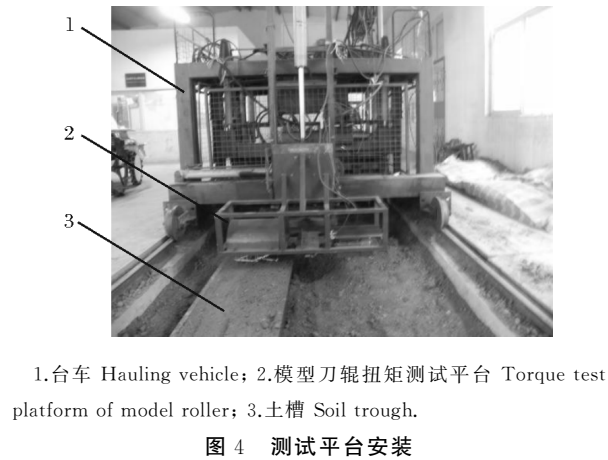 1
2
3
1.台车 Hauling vehicle; 2.模型刀辊扭矩测试平台 Torque test
platform of model roller; 3.土槽 Soil trough.
图 4 测试平台安装